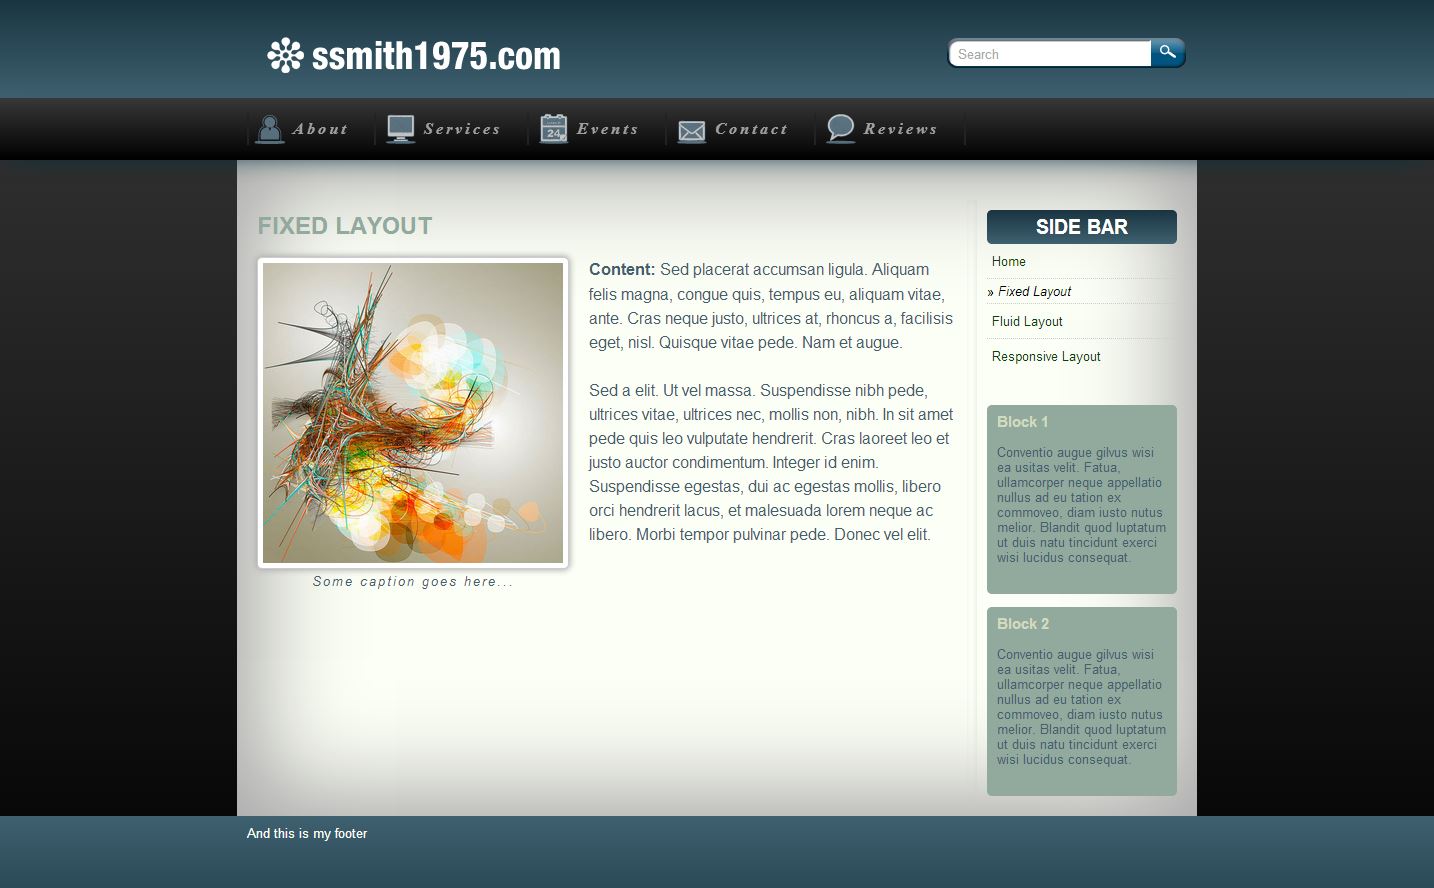 ssmith1975.com
Search
About
Services
24
Events
Contact
Reviews
FIXED LAYOUT
Content: Sed placerat accumsan ligula. Aliquam
felis magna, congue quis, tempus eu, aliquam vitae,
ante. Cras neque justo, ultrices at, rhoncus a, facilisis
eget, nisl. Quisque vitae pede. Nam et augue.
Sed a elit. Ut vel massa. Suspendisse nibh pede,
ultrices vitae, ultrices nec, mollis non, nibh. In sit amet
pede quis leo vulputate hendrerit. Cras laoreet leo et
justo auctor condimentum. Integer id enim.
Suspendisse egestas, dui ac egestas mollis, libero
orci hendrerit lacus, et malesuada lorem neque ac
libero. Morbi tempor pulvinar pede. Donec vel elit.
Some caption goes here...
SIDE BAR
Home
» Fixed Layout
Fluid Layout
Responsive Layout
Block 1
Conventio augue gilvus wisi
ea usitas velit. Fatua,
ullamcorper neque appellatio
nullus ad eu tation ex
commoveo, diam iusto nutus
melior. Blandit quod luptatum
ut duis natu tincidunt exerci
wisi lucidus consequat.
Block 2
Conventio augue gilvus wisi
ea usitas velit. Fatua,
ullamcorper neque appellatio
nullus ad eu tation ex
commoveo, diam iusto nutus
melior. Blandit quod luptatum
ut duis natu tincidunt exerci
wisi lucidus consequat.
And this is my footer